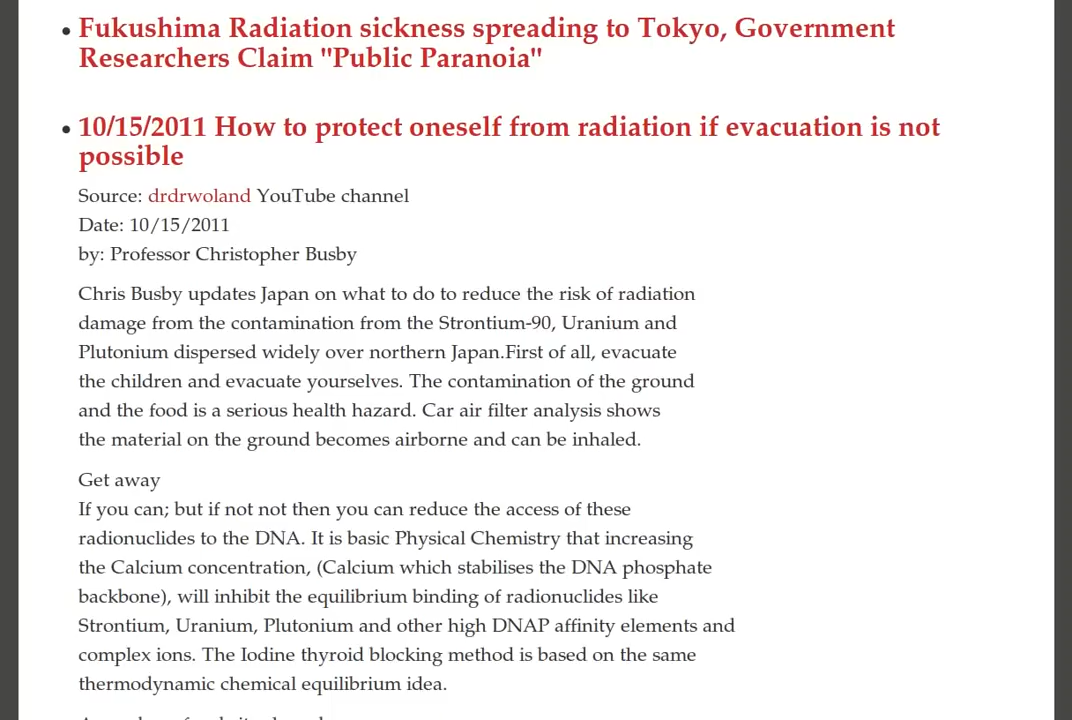 Fukushima Radiation sickness spreading to Tokyo, Government
Researchers Claim "Public Paranoia"
10/15/2011 How to protect oneself from radiation if evacuation is not
possible
Source: drdrwoland YouTube channel
Date: 10/15/2011
by: Professor Christopher Busby
Chris Busby updates Japan on what to do to reduce the risk of radiation
damage from the contamination from the Strontium-90, Uranium and
Plutonium dispersed widely over northern Japan.First of all, evacuate
the children and evacuate yourselves. The contamination of the ground
and the food is a serious health hazard. Car air filter analysis shows
the material on the ground becomes airborne and can be inhaled.
Get away
If you can; but if not not then you can reduce the access of these
radionuclides to the DNA. It is basic Physical Chemistry that increasing
the Calcium concentration, (Calcium which stabilises the DNA phosphate
backbone), will inhibit the equilibrium binding of radionuclides like
Strontium, Uranium, Plutonium and other high DNAP affinity elements and
complex ions. The Iodine thyroid blocking method is based on the same
thermodynamic chemical equilibrium idea.